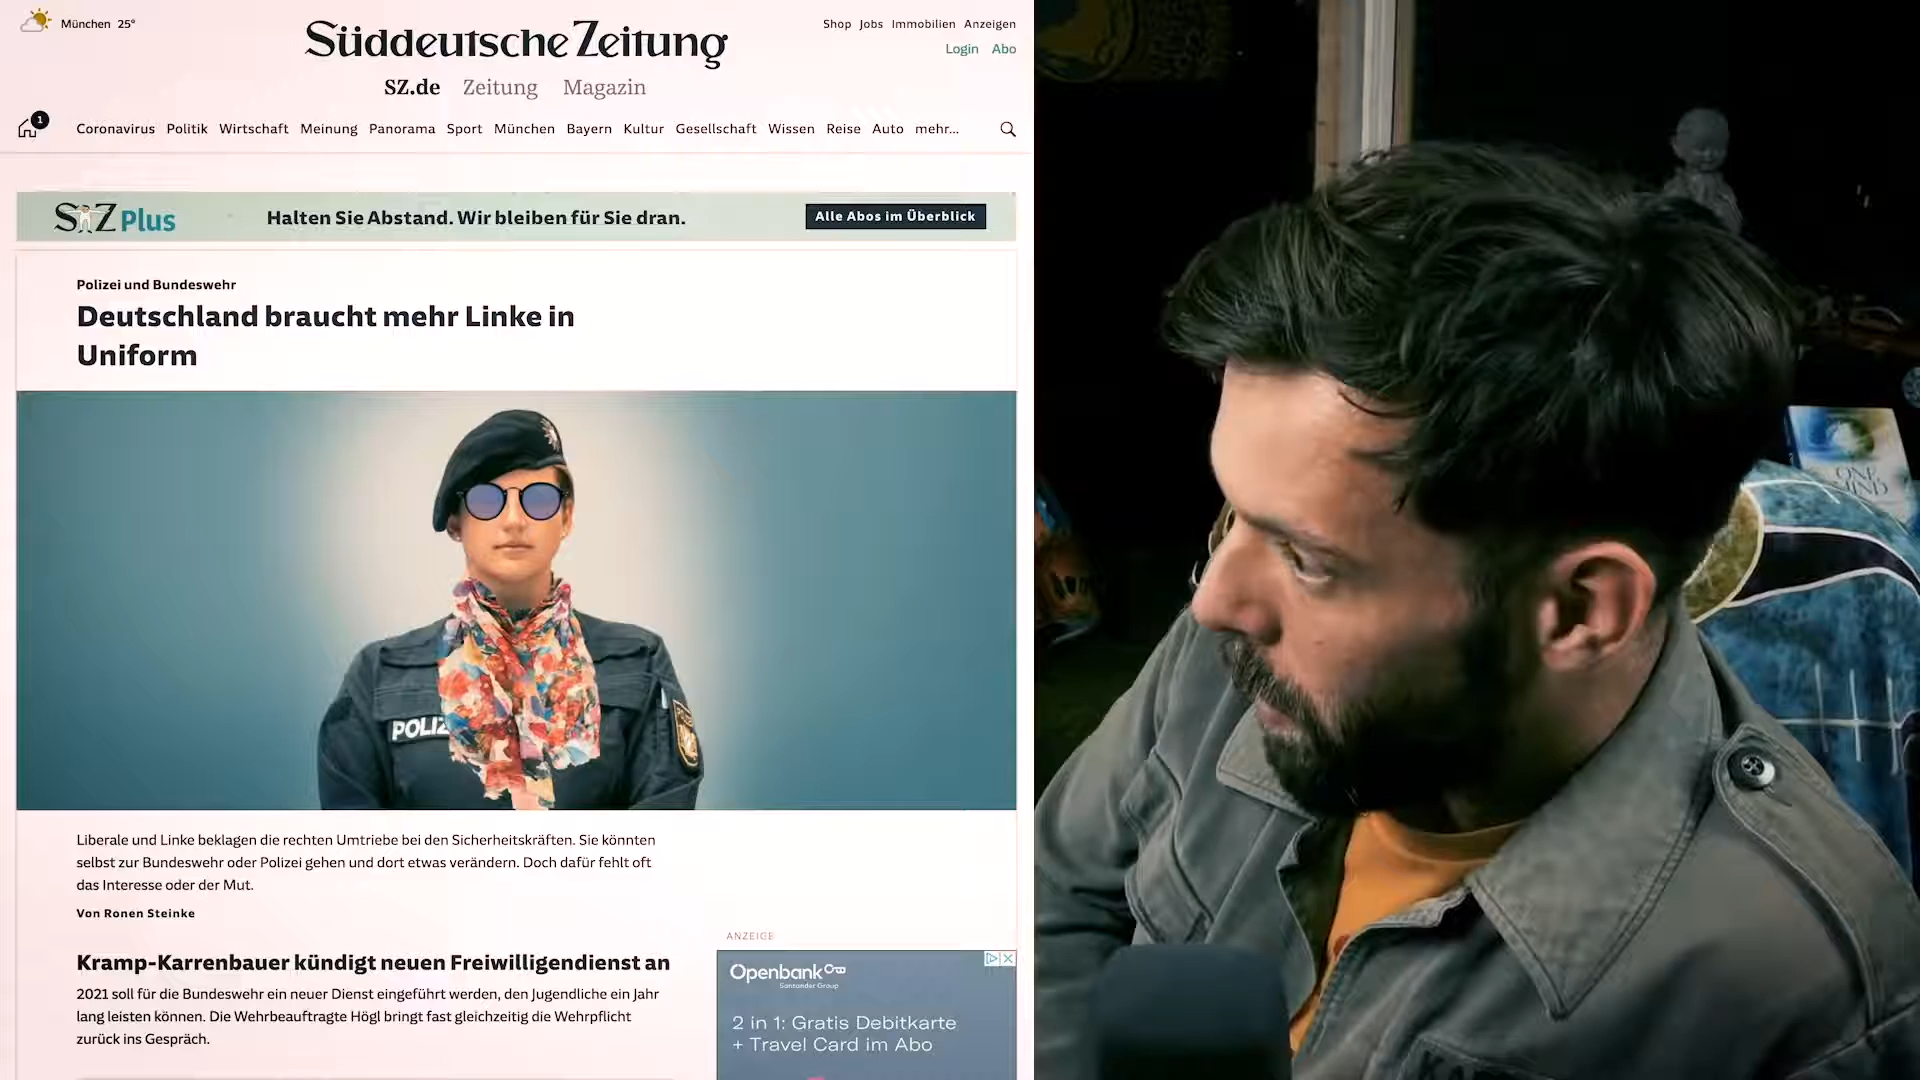 München 25°
Shop Jobs Immobilien Anzeigen
Süddeutsche Zeitung
Login Abo
SZ.de Zeitung Magazin
1
Coronavirus Politik Wirtschaft Meinung Panorama Sport München Bayern Kultur Gesellschaft Wissen Reise Auto mehr...
SZ Plus
Halten Sie Abstand. Wir bleiben für Sie dran.
Alle Abos im Überblick
Polizei und Bundeswehr
Deutschland braucht mehr Linke in
Uniform
POLIZ
Liberale und Linke beklagen die rechten Umtriebe bei den Sicherheitskräften. Sie könnten
selbst zur Bundeswehr oder Polizei gehen und dort etwas verändern. Doch dafür fehlt oft
das Interesse oder der Mut.
Von Ronen Steinke
Kramp-Karrenbauer kündigt neuen Freiwilligendienst an
2021 soll für die Bundeswehr ein neuer Dienst eingeführt werden, den Jugendliche ein Jahr
lang leisten können. Die Wehrbeauftragte Högl bringt fast gleichzeitig die Wehrpflicht
zurück ins Gespräch.
ANZEIGE
Openbank
Santander Group
2 in 1: Gratis Debitkarte
+ Travel Card im Abo
ONE
MIND